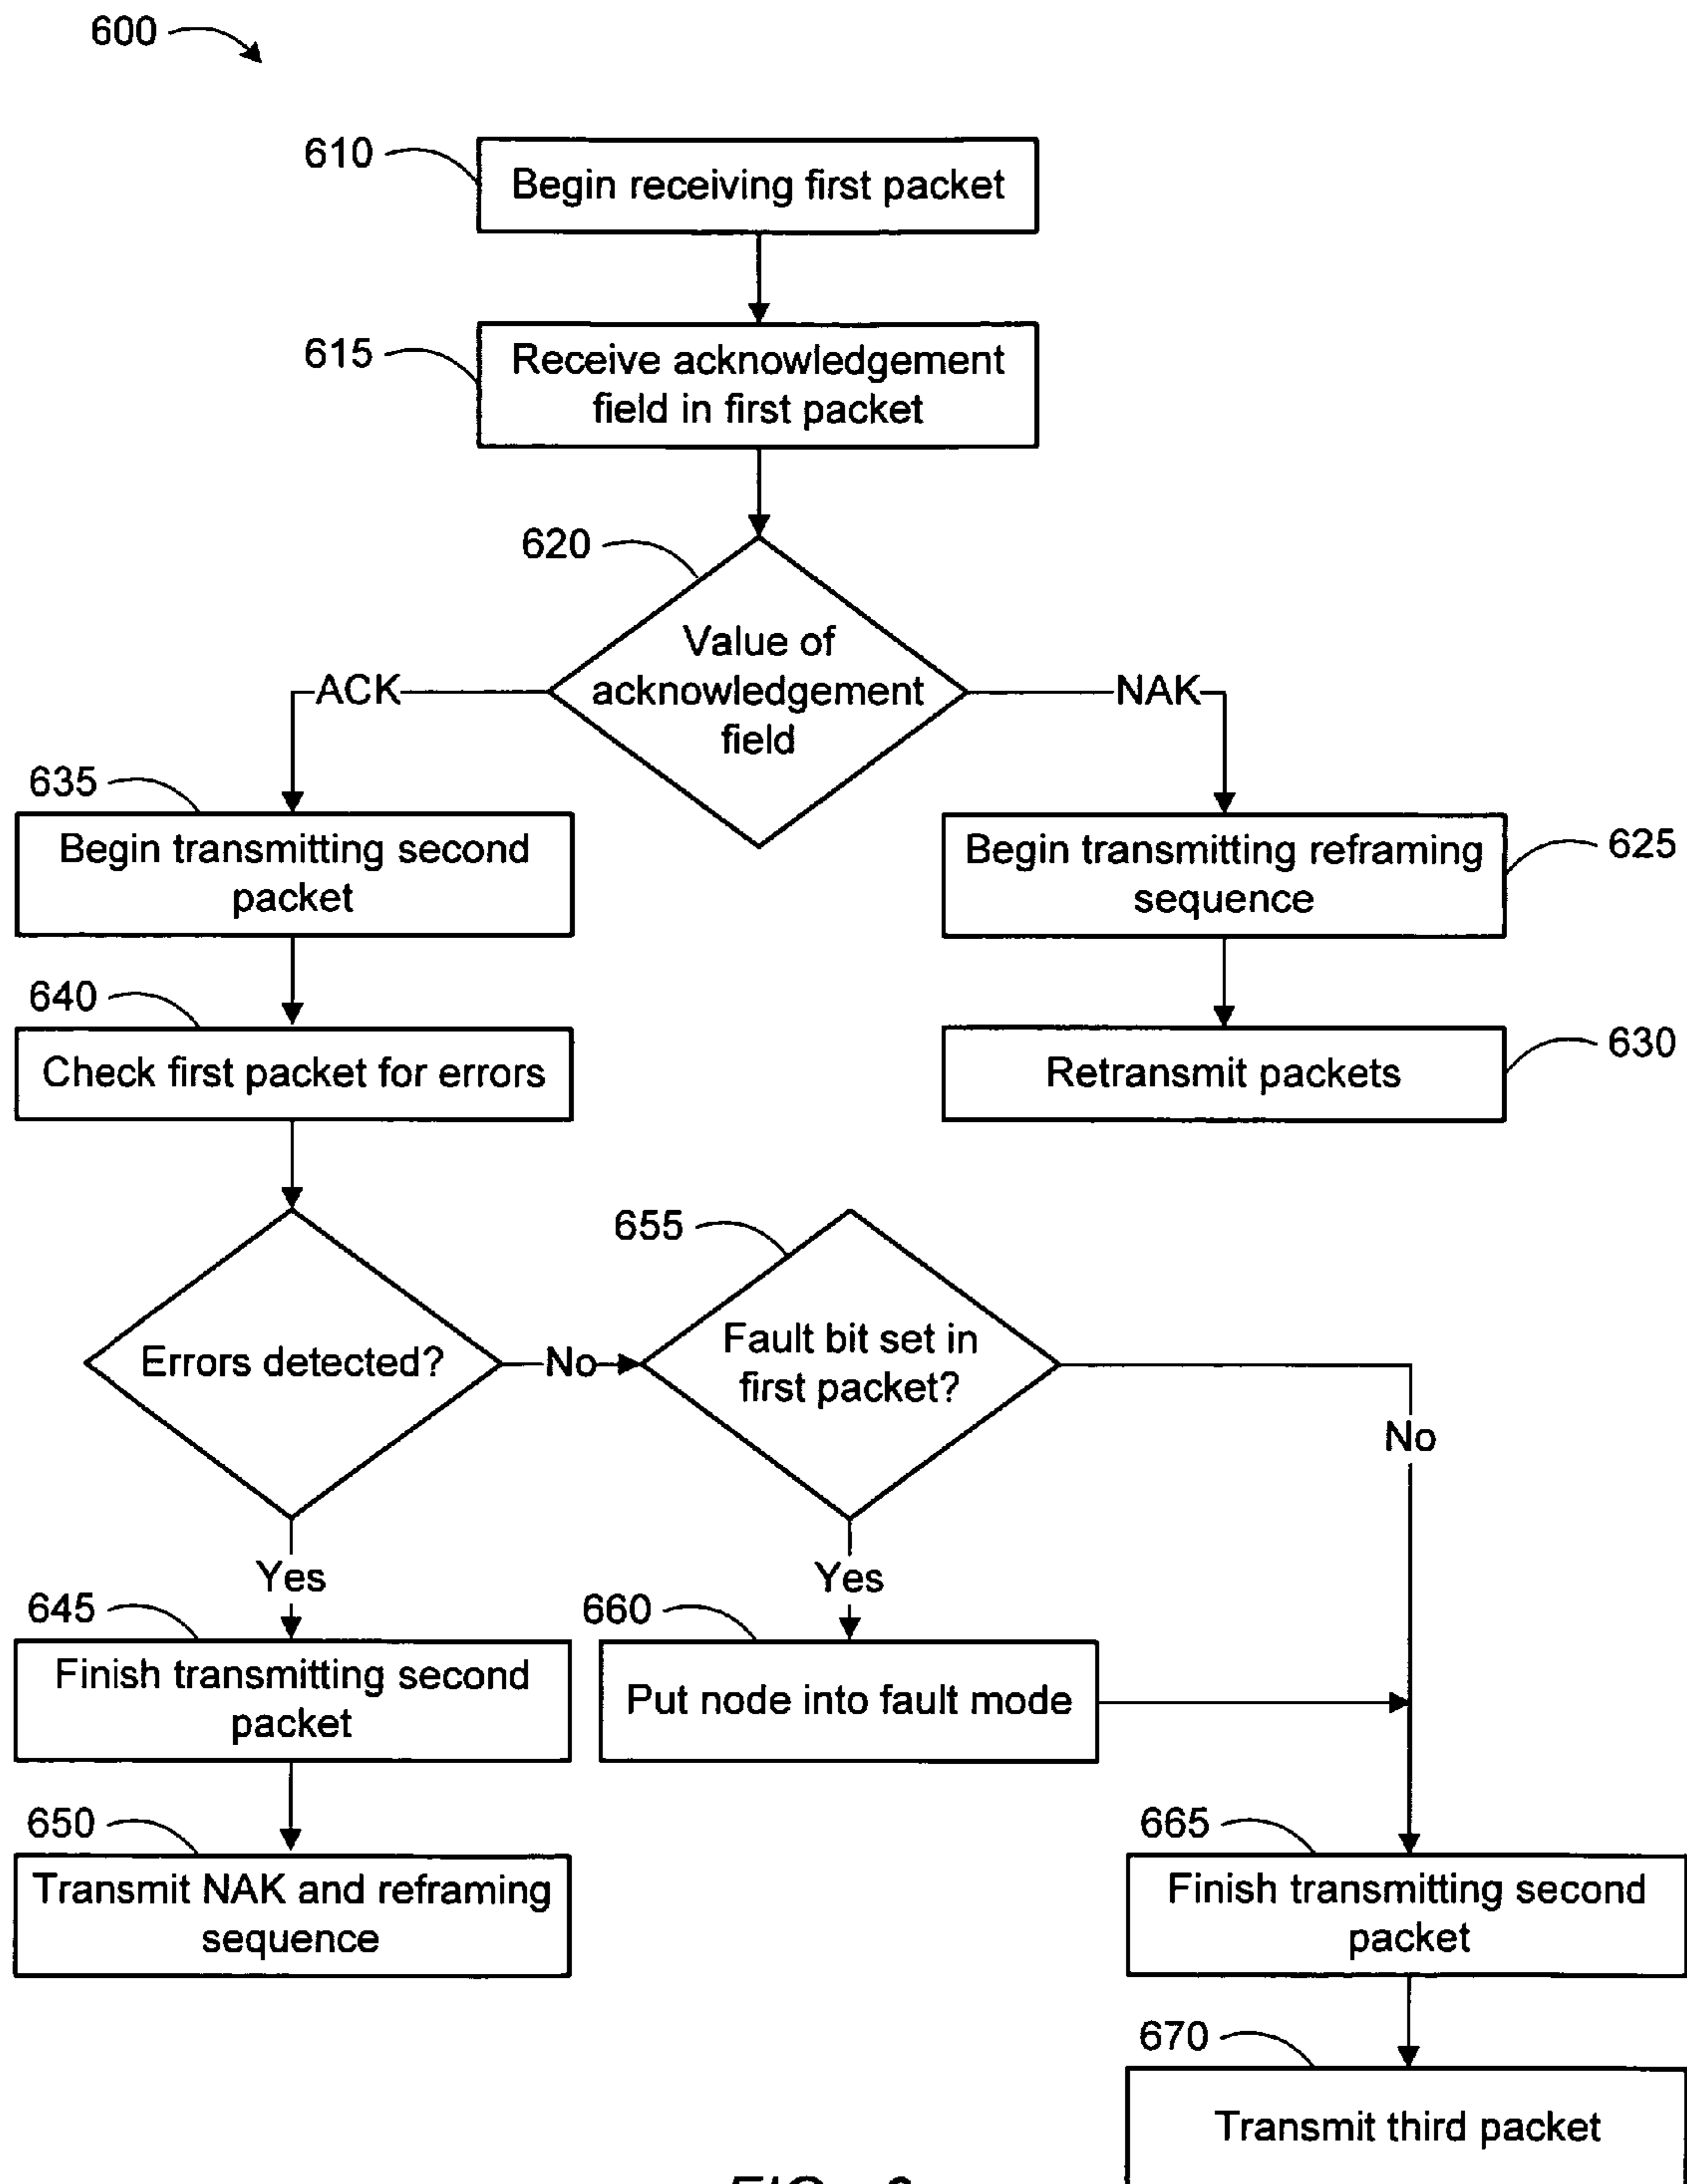 600
610
Begin receiving first packet
615
Receive acknowledgement
field in first packet
620
Value of
acknowledgement
field
ACK
NAK
635
Begin transmitting second
packet
625
Begin transmitting reframing
sequence
640
Check first packet for errors
630
Retransmit packets
Errors detected?
No
655
Fault bit set in
first packet?
No
Yes
Yes
645
Finish transmitting second
packet
660
Put node into fault mode
650
Transmit NAK and reframing
sequence
665
Finish transmitting second
packet
670
Transmit third packet